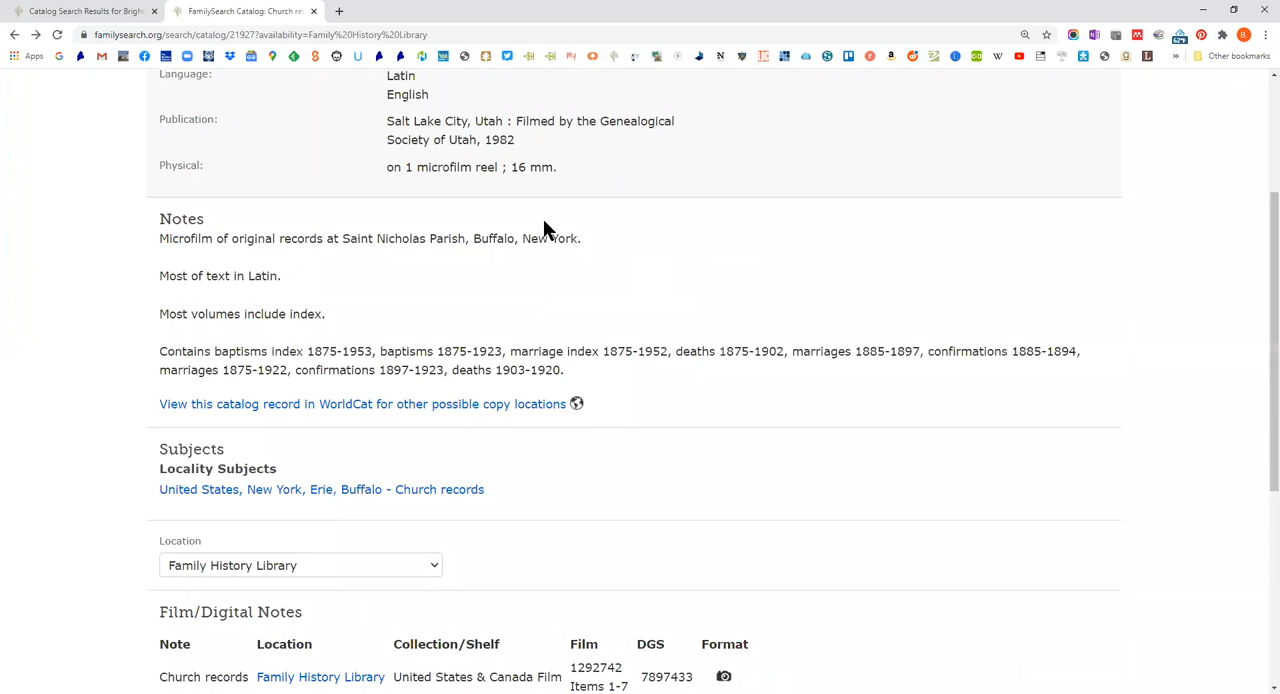 Catalog Search Results for Brigh
FamilySearch Catalog: Church re
familysearch.org/search/catalog/21927?availability=Family%20History%20Library
Apps
Other bookmarks
Language:
Latin
English
Publication:
Salt Lake City, Utah : Filmed by the Genealogical
Society of Utah, 1982
Physical:
on 1 microfilm reel ; 16 mm.
Notes
Microfilm of original records at Saint Nicholas Parish, Buffalo, New York.
Most of text in Latin.
Most volumes include index.
Contains baptisms index 1875-1953, baptisms 1875-1923, marriage index 1875-1952, deaths 1875-1902, marriages 1885-1897, confirmations 1885-1894,
marriages 1875-1922, confirmations 1897-1923, deaths 1903-1920.
View this catalog record in WorldCat for other possible copy locations
Subjects
Locality Subjects
United States, New York, Erie, Buffalo - Church records
Location
Family History Library
Film/Digital Notes
Note Location Collection/Shelf Film DGS Format
Church records Family History Library United States & Canada Film 1292742 7897433
Items 1-7